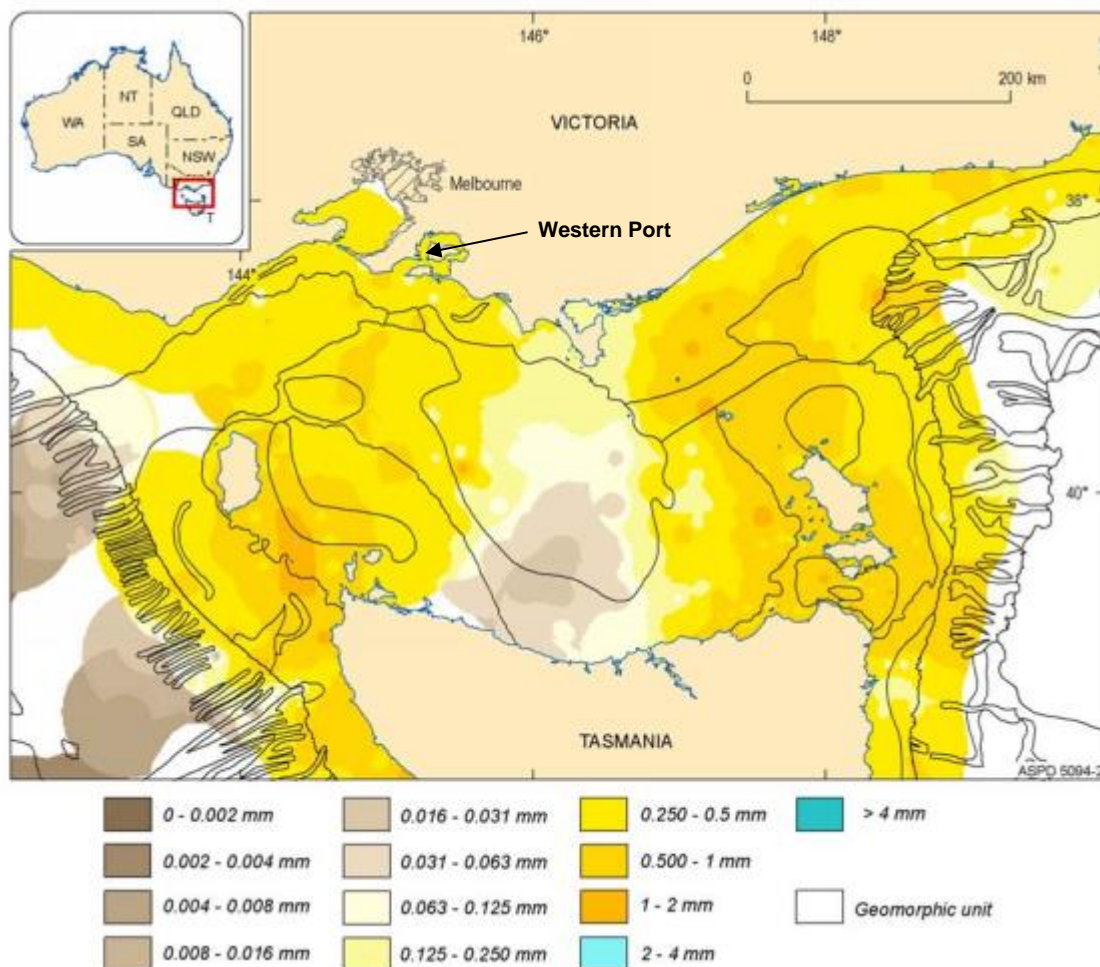 146°
148°
0
200 km
WA
NT
QLD
SA
NSW
T
VICTORIA
Melbourne
38°
Western Port
144°
40°
TASMANIA
0 - 0.002 mm
0.016 - 0.031 mm
0.250 - 0.5 mm
> 4 mm
0.002 - 0.004 mm
0.031 - 0.063 mm
0.500 - 1 mm
0.004 - 0.008 mm
0.063 - 0.125 mm
1 - 2 mm
Geomorphic unit
0.008 - 0.016 mm
0.125 - 0.250 mm
2 - 4 mm